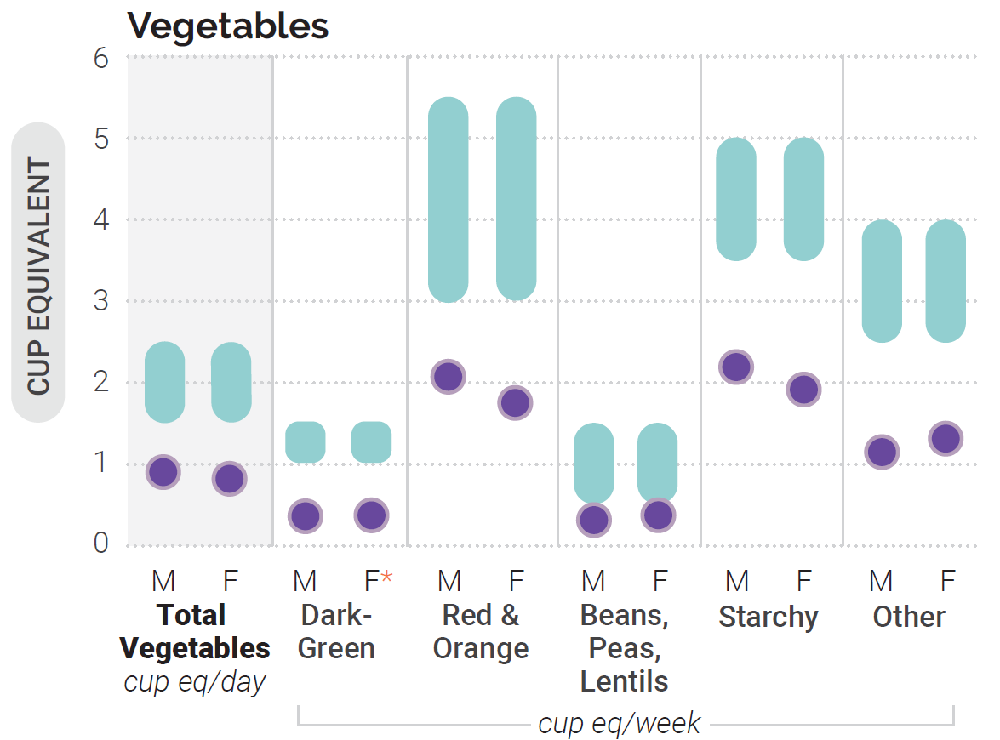 Vegetables
6
5
4
3
2
1
0
CUP EQUIVALENT
M F M F* M F M F M F M F
Total Vegetables cup eq/day
Dark-Green
Red & Orange
Beans, Peas, Lentils
Starchy
Other
cup eq/week